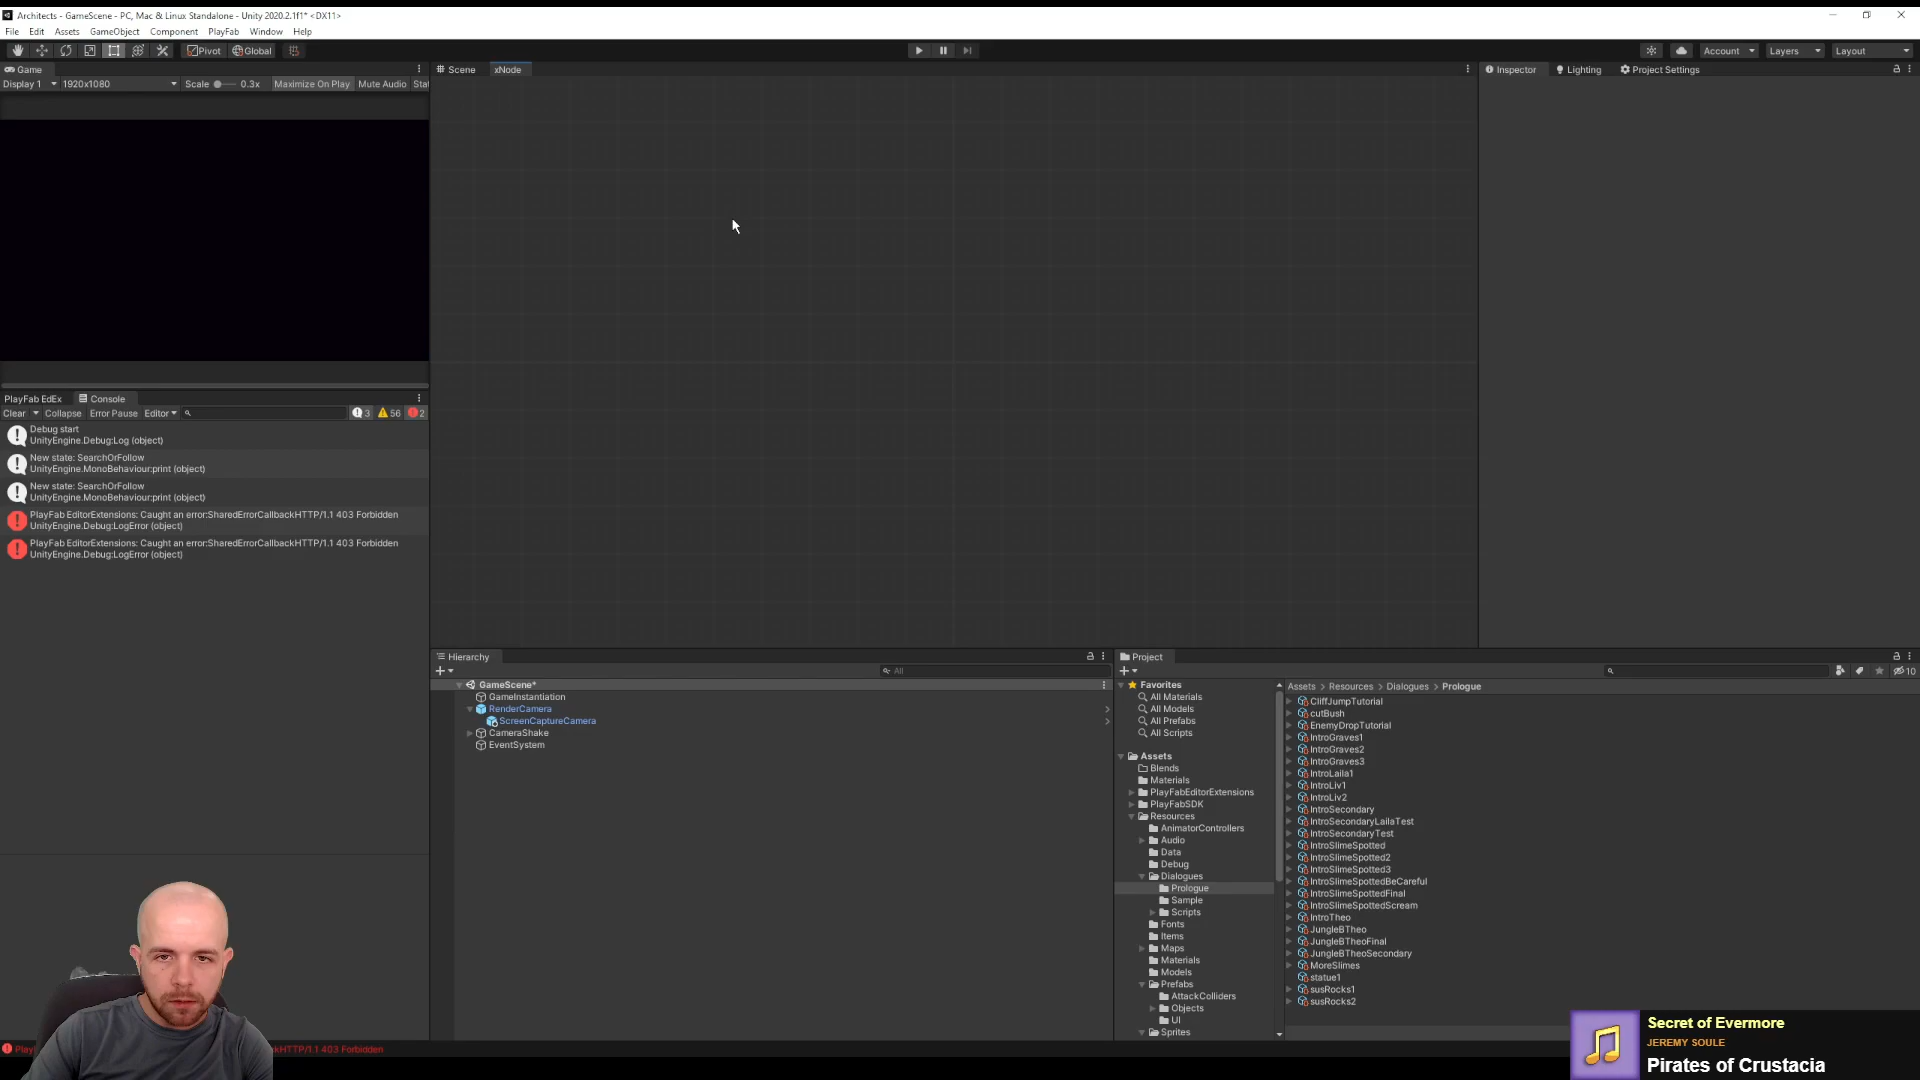 Architects - GameScene - PC, Mac & Linux Standalone - Unity 2020.2.1f1* <DX11>
File Edit Assets GameObject Component PlayFab Window Help
Pivot Global
Account Layers Layout
Game
Display 1 1920x1080 Scale 0.3x Maximize On Play Mute Audio Stat
Scene xNode
Inspector Lighting Project Settings
PlayFab EdEx Console
Clear Collapse Error Pause Editor 3 56 2
Debug start
UnityEngine.Debug:Log (object)
New state: SearchOrFollow
UnityEngine.MonoBehaviour:print (object)
New state: SearchOrFollow
UnityEngine.MonoBehaviour:print (object)
PlayFab EditorExtensions: Caught an error:SharedErrorCallbackHTTP/1.1 403 Forbidden
UnityEngine.Debug:LogError (object)
PlayFab EditorExtensions: Caught an error:SharedErrorCallbackHTTP/1.1 403 Forbidden
UnityEngine.Debug:LogError (object)
Hierarchy
All
GameScene*
GameInstantiation
RenderCamera
ScreenCaptureCamera
CameraShake
EventSystem
Project
10
Favorites
All Materials
All Models
All Prefabs
All Scripts
Assets
Blends
Materials
PlayFabEditorExtensions
PlayFabSDK
Resources
AnimatorControllers
Audio
Data
Debug
Dialogues
Prologue
Sample
Scripts
Fonts
Items
Maps
Materials
Models
Prefabs
AttackColliders
Objects
UI
Sprites
Assets > Resources > Dialogues > Prologue
CliffJumpTutorial
cutBush
EnemyDropTutorial
IntroGraves1
IntroGraves2
IntroGraves3
IntroLaila1
IntroLiv1
IntroLiv2
IntroSecondary
IntroSecondaryLailaTest
IntroSecondaryTest
IntroSlimeSpotted
IntroSlimeSpotted2
IntroSlimeSpotted3
IntroSlimeSpottedBeCareful
IntroSlimeSpottedFinal
IntroSlimeSpottedScream
IntroTheo
JungleBTheo
JungleBTheoFinal
JungleBTheoSecondary
MoreSlimes
statue1
susRocks1
susRocks2
Play
kHTTP/1.1 403 Forbidden
Secret of Evermore
JEREMY SOULE
Pirates of Crustacia